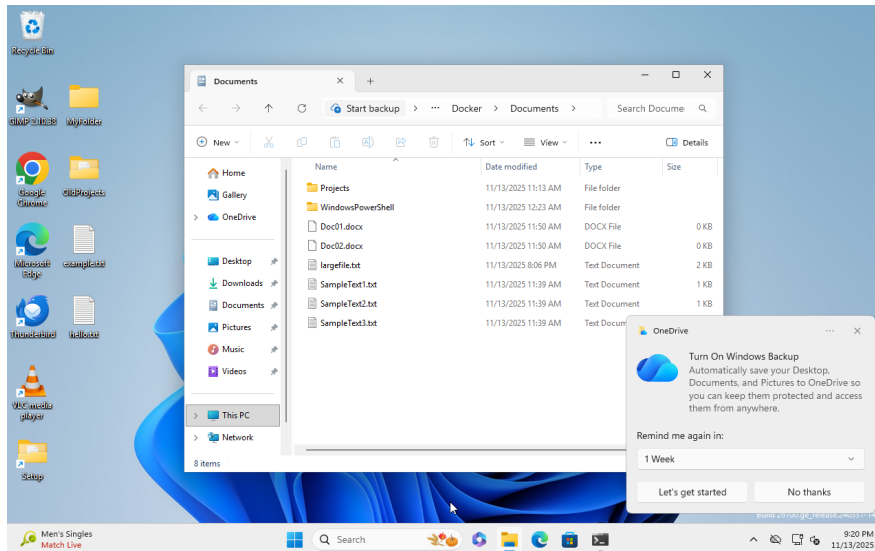 Recycle Bin
GIMP 2.10.38
MyFolder
Google Chrome
OldProjects
Microsoft Edge
example.txt
Thunderbird
hello.txt
VLC media player
Setup
Documents
Start backup
Docker
Documents
Search Docume
New
Sort
View
Details
Home
Gallery
OneDrive
Desktop
Downloads
Documents
Pictures
Music
Videos
This PC
Network
Name Date modified Type Size
Projects 11/13/2025 11:13 AM File folder
WindowsPowerShell 11/13/2025 12:23 AM File folder
Doc01.docx 11/13/2025 11:50 AM DOCX File 0 KB
Doc02.docx 11/13/2025 11:50 AM DOCX File 0 KB
largefile.txt 11/13/2025 8:06 PM Text Document 2 KB
SampleText1.txt 11/13/2025 11:39 AM Text Document 1 KB
SampleText2.txt 11/13/2025 11:39 AM Text Document 1 KB
SampleText3.txt 11/13/2025 11:39 AM Text Docum
8 items
OneDrive
Turn On Windows Backup
Automatically save your Desktop,
Documents, and Pictures to OneDrive so
you can keep them protected and access
them from anywhere.
Remind me again in:
1 Week
Let's get started
No thanks
Men's Singles
Match Live
Search
9:20 PM
11/13/2025